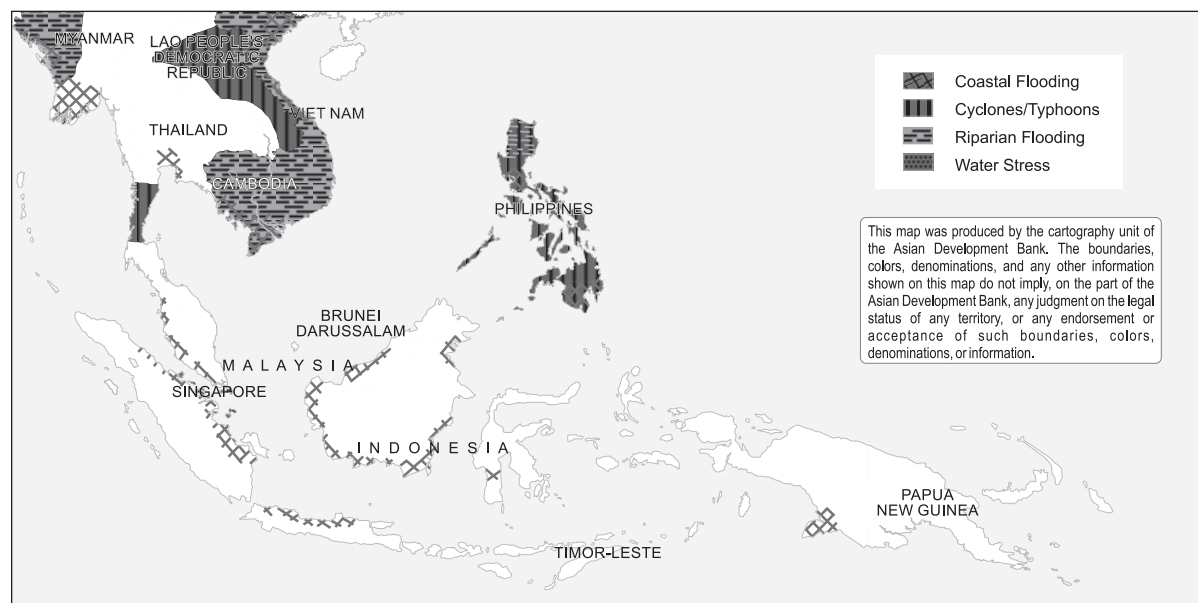 MYANMAR
LAO PEOPLE'S
DEMOCRATIC
REPUBLIC
VIET NAM
THAILAND
CAMBODIA
PHILIPPINES
BRUNEI
DARUSSALAM
MALAYSIA
SINGAPORE
INDONESIA
PAPUA
NEW GUINEA
TIMOR-LESTE
Coastal Flooding
Cyclones/Typhoons
Riparian Flooding
Water Stress
This map was produced by the cartography unit of
the Asian Development Bank. The boundaries,
colors, denominations, and any other information
shown on this map do not imply, on the part of the
Asian Development Bank, any judgment on the legal
status of any territory, or any endorsement or
acceptance of such boundaries, colors,
denominations, or information.